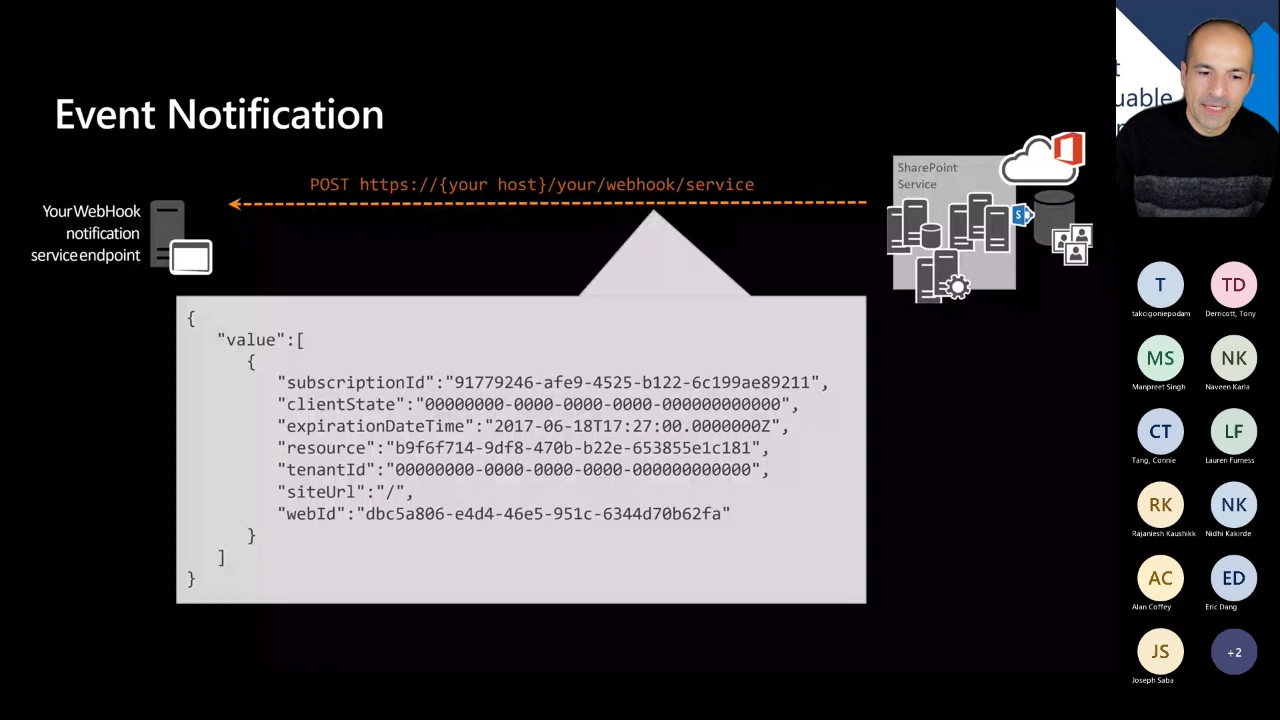 Event Notification
POST https://{your host}/your/webhook/service
Your WebHook
notification
service endpoint
SharePoint
Service
S
{
"value":[
{
"subscriptionId":"91779246-afe9-4525-b122-6c199ae89211",
"clientState":"00000000-0000-0000-0000-000000000000",
"expirationDateTime":"2017-06-18T17:27:00.0000000Z",
"resource":"b9f6f714-9df8-470b-b22e-653855e1c181",
"tenantId":"00000000-0000-0000-0000-000000000000",
"siteUrl":"/",
"webId":"dbc5a806-e4d4-46e5-951c-6344d70b62fa"
}
]
}
t
uable
T
takcigoniepodam
TD
Derricott, Tony
MS
Manpreet Singh
NK
Naveen Karla
CT
Tang, Connie
LF
Lauren Furness
RK
Rajaniesh Kaushikk
NK
Nidhi Kakirde
AC
Alan Coffey
ED
Eric Dang
JS
Joseph Saba
+2